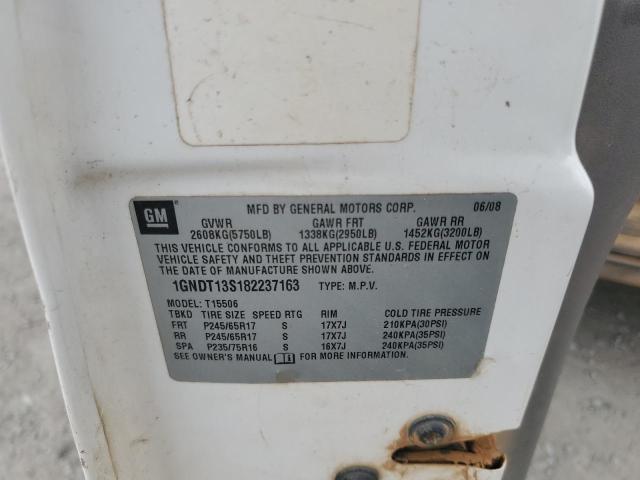 GM
MFD BY GENERAL MOTORS CORP. 06/08
GVWR GAWR FRT GAWR RR
2608KG(5750LB) 1338KG(2950LB) 1452KG(3200LB)
THIS VEHICLE CONFORMS TO ALL APPLICABLE U.S. FEDERAL MOTOR
VEHICLE SAFETY AND THEFT PREVENTION STANDARDS IN EFFECT ON
THE DATE OF MANUFACTURE SHOWN ABOVE.
1GNDT13S182237163 TYPE: M.P.V.
MODEL: T15506
TBKD TIRE SIZE SPEED RTG RIM COLD TIRE PRESSURE
FRT P245/65R17 S 17X7J 210KPA(30PSI)
RR P245/65R17 S 17X7J 240KPA(35PSI)
SPA P235/75R16 S 16X7J 240KPA(35PSI)
SEE OWNER'S MANUAL FOR MORE INFORMATION.